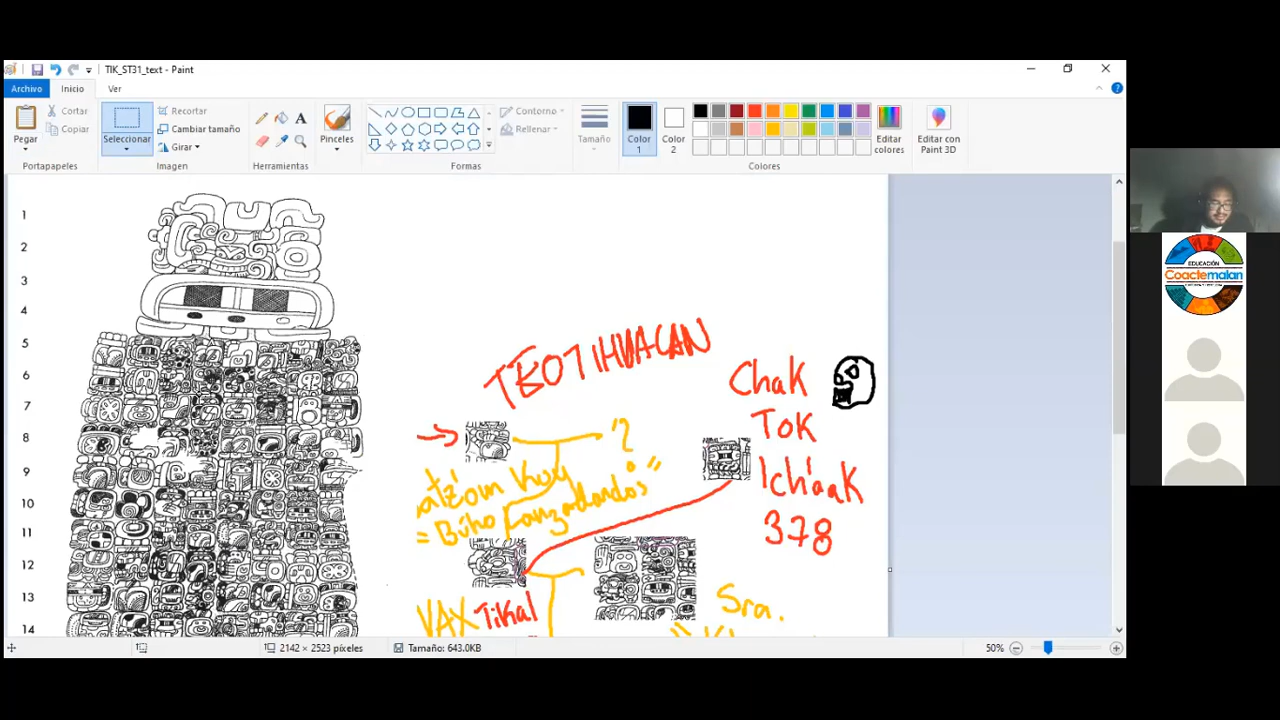 TIK_ST31_text - Paint
Archivo
Inicio
Ver
Pegar
Cortar
Copiar
Portapapeles
Seleccionar
Recortar
Cambiar tamaño
Girar
Imagen
Herramientas
Pinceles
Contorno
Rellenar
Formas
Tamaño
Color 1
Color 2
Editar colores
Editar con Paint 3D
Colores
1
2
3
4
5
6
7
8
9
10
11
12
13
14
TEOTIHUACAN
Chak
Tok
Ich'aak
378
?
= Búho Lanzadardos"
YAX Tikal
Sra.
2142 × 2523 píxeles
Tamaño: 643.0KB
50%
EDUCACIÓN
Coactemalan